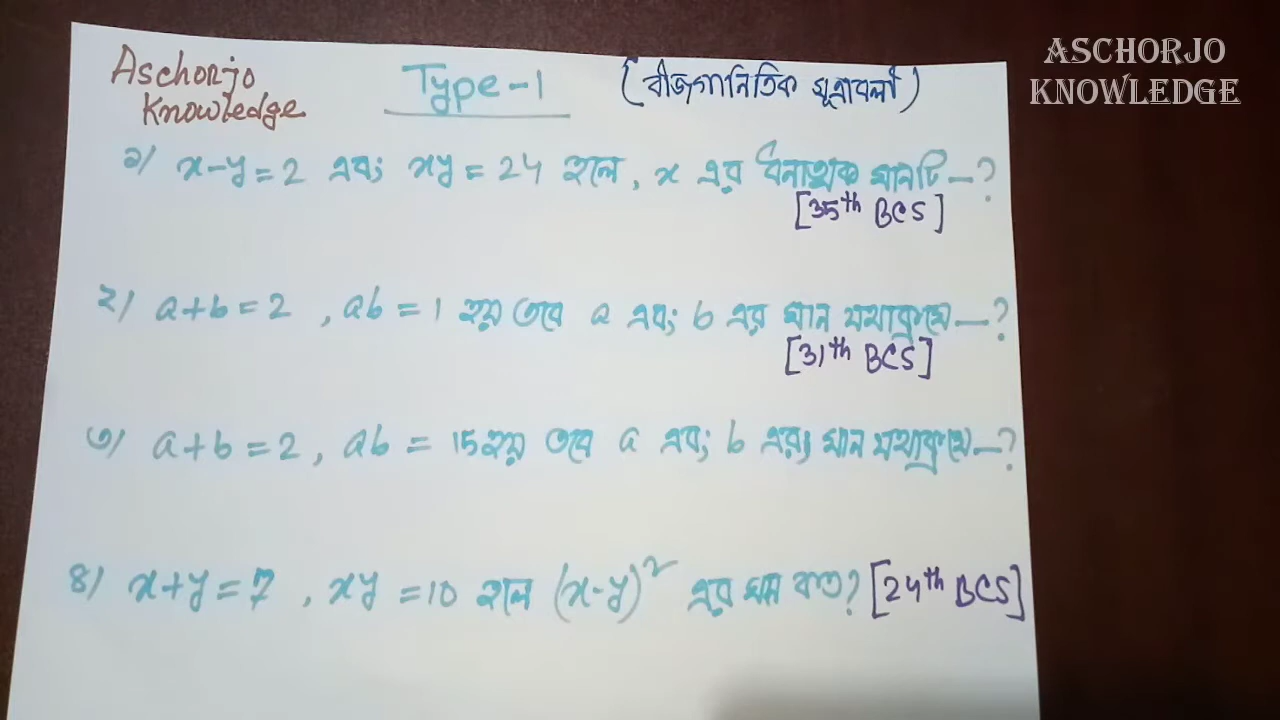 Aschorjo Knowledge
Type-1
(বীজগানিতিক সূত্রাবলী)
ASCHORJO KNOWLEDGE
১) x-y=2 এবং xy=24 হলে, x এর ধনাত্মক মানটি—?
[35th BCS]
২) a+b=2, ab=1 হয় তবে a এবং b এর মান যথাক্রমে—?
[31th BCS]
৩) a+b=2, ab=15 হয় তবে a এবং b এর মান যথাক্রমে—?
৪) x+y=7, xy=10 হলে (x-y)² এর মান কত? [24th BCS]